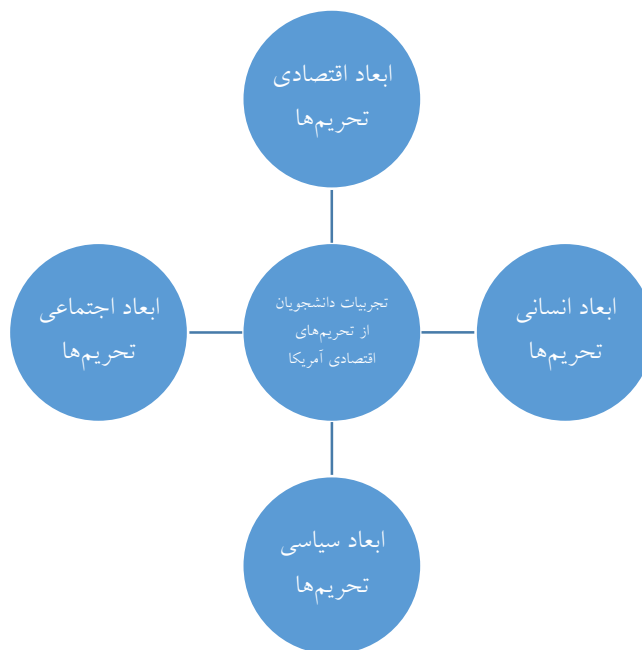 ابعاد اقتصادی
تحریم‌ها
ابعاد انسانی
تحریم‌ها
تجربیات دانشجویان
از تحریم‌های
اقتصادی آمریکا
ابعاد اجتماعی
تحریم‌ها
ابعاد سیاسی
تحریم‌ها